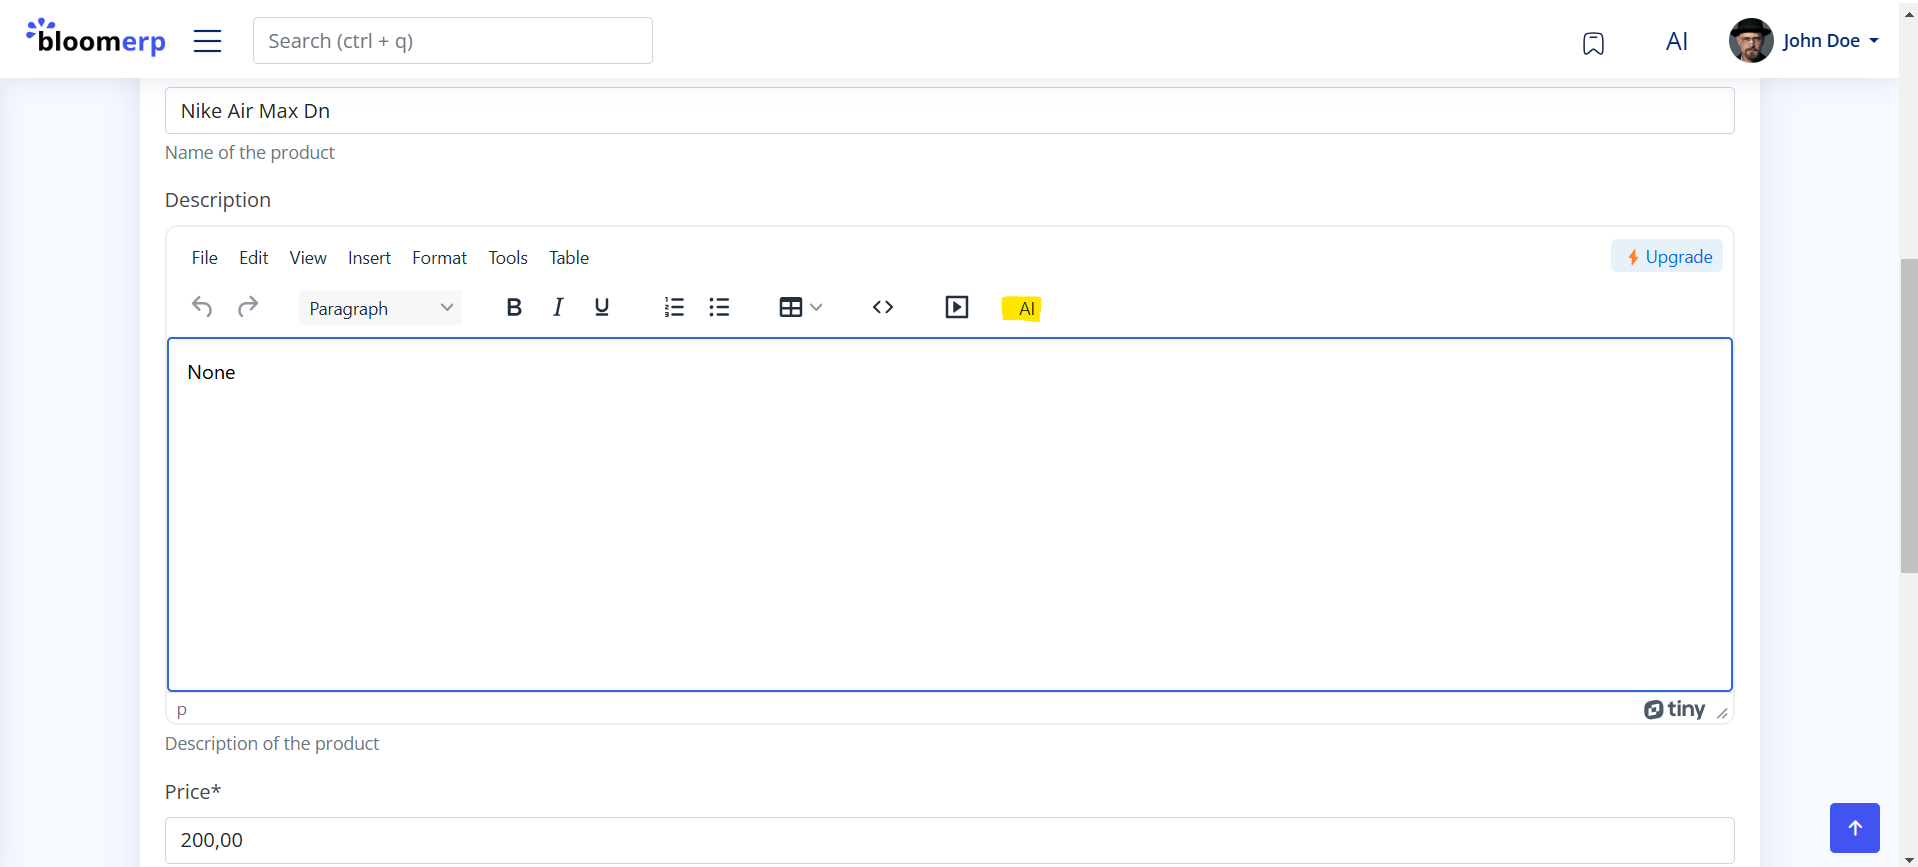 bloomerp
Search (ctrl + q)
AI
John Doe
Nike Air Max Dn
Name of the product
Description
File Edit View Insert Format Tools Table
Upgrade
Paragraph B I U AI
None
p
tiny
Description of the product
Price*
200,00